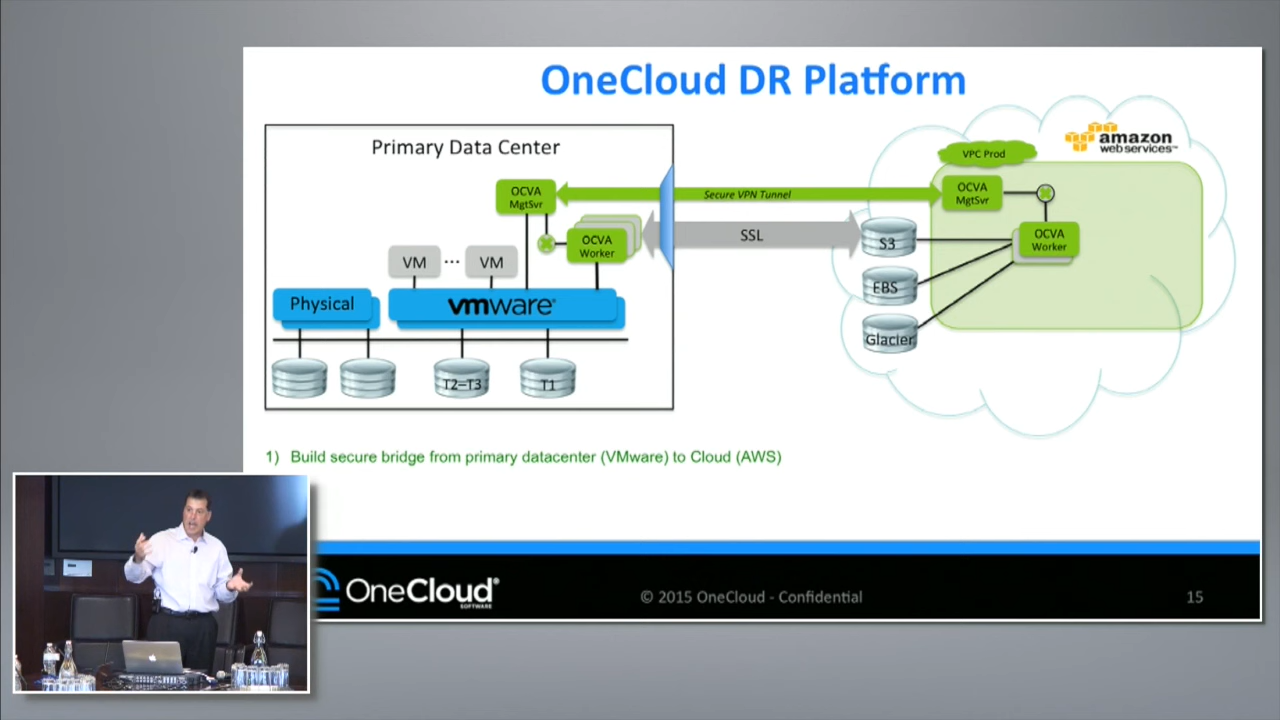 OneCloud DR Platform
Primary Data Center
amazon
web services™
VPC Prod
OCVA
MgtSvr
Secure VPN Tunnel
OCVA
MgtSvr
OCVA
Worker
SSL
S3
OCVA
Worker
VM
...
VM
EBS
Physical
vmware®
Glacier
T2–T3
T1
1) Build secure bridge from primary datacenter (VMware) to Cloud (AWS)
OneCloud®
SOFTWARE
© 2015 OneCloud - Confidential
15